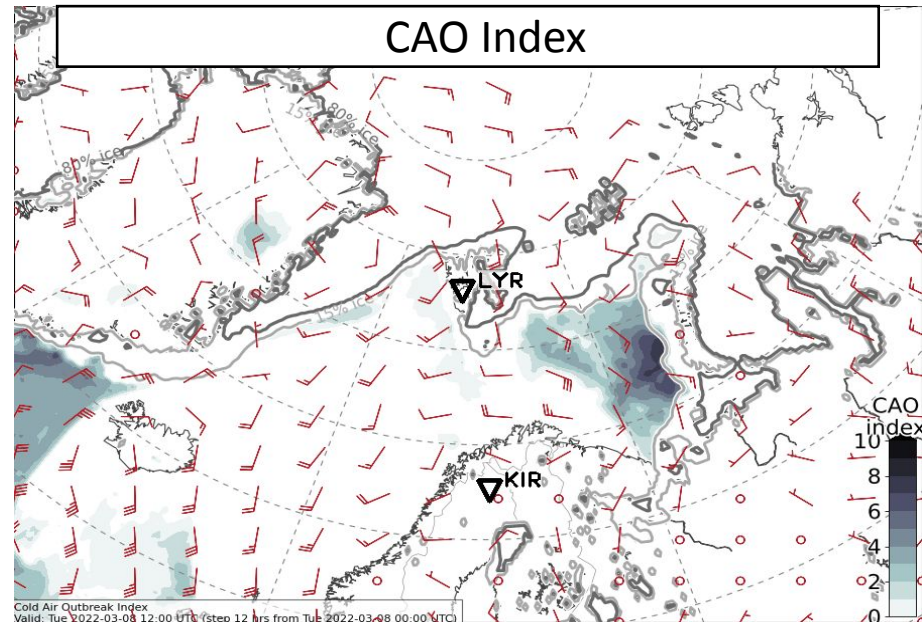 CAO Index
80% ice
15%
80% ice
15% ice
LYR
KIR
CAO
index
10
8
6
4
2
0
Cold Air Outbreak Index
Valid: Tue 2022-03-08 12:00 UTC (step 12 hrs from Tue 2022-03-08 00:00 UTC)